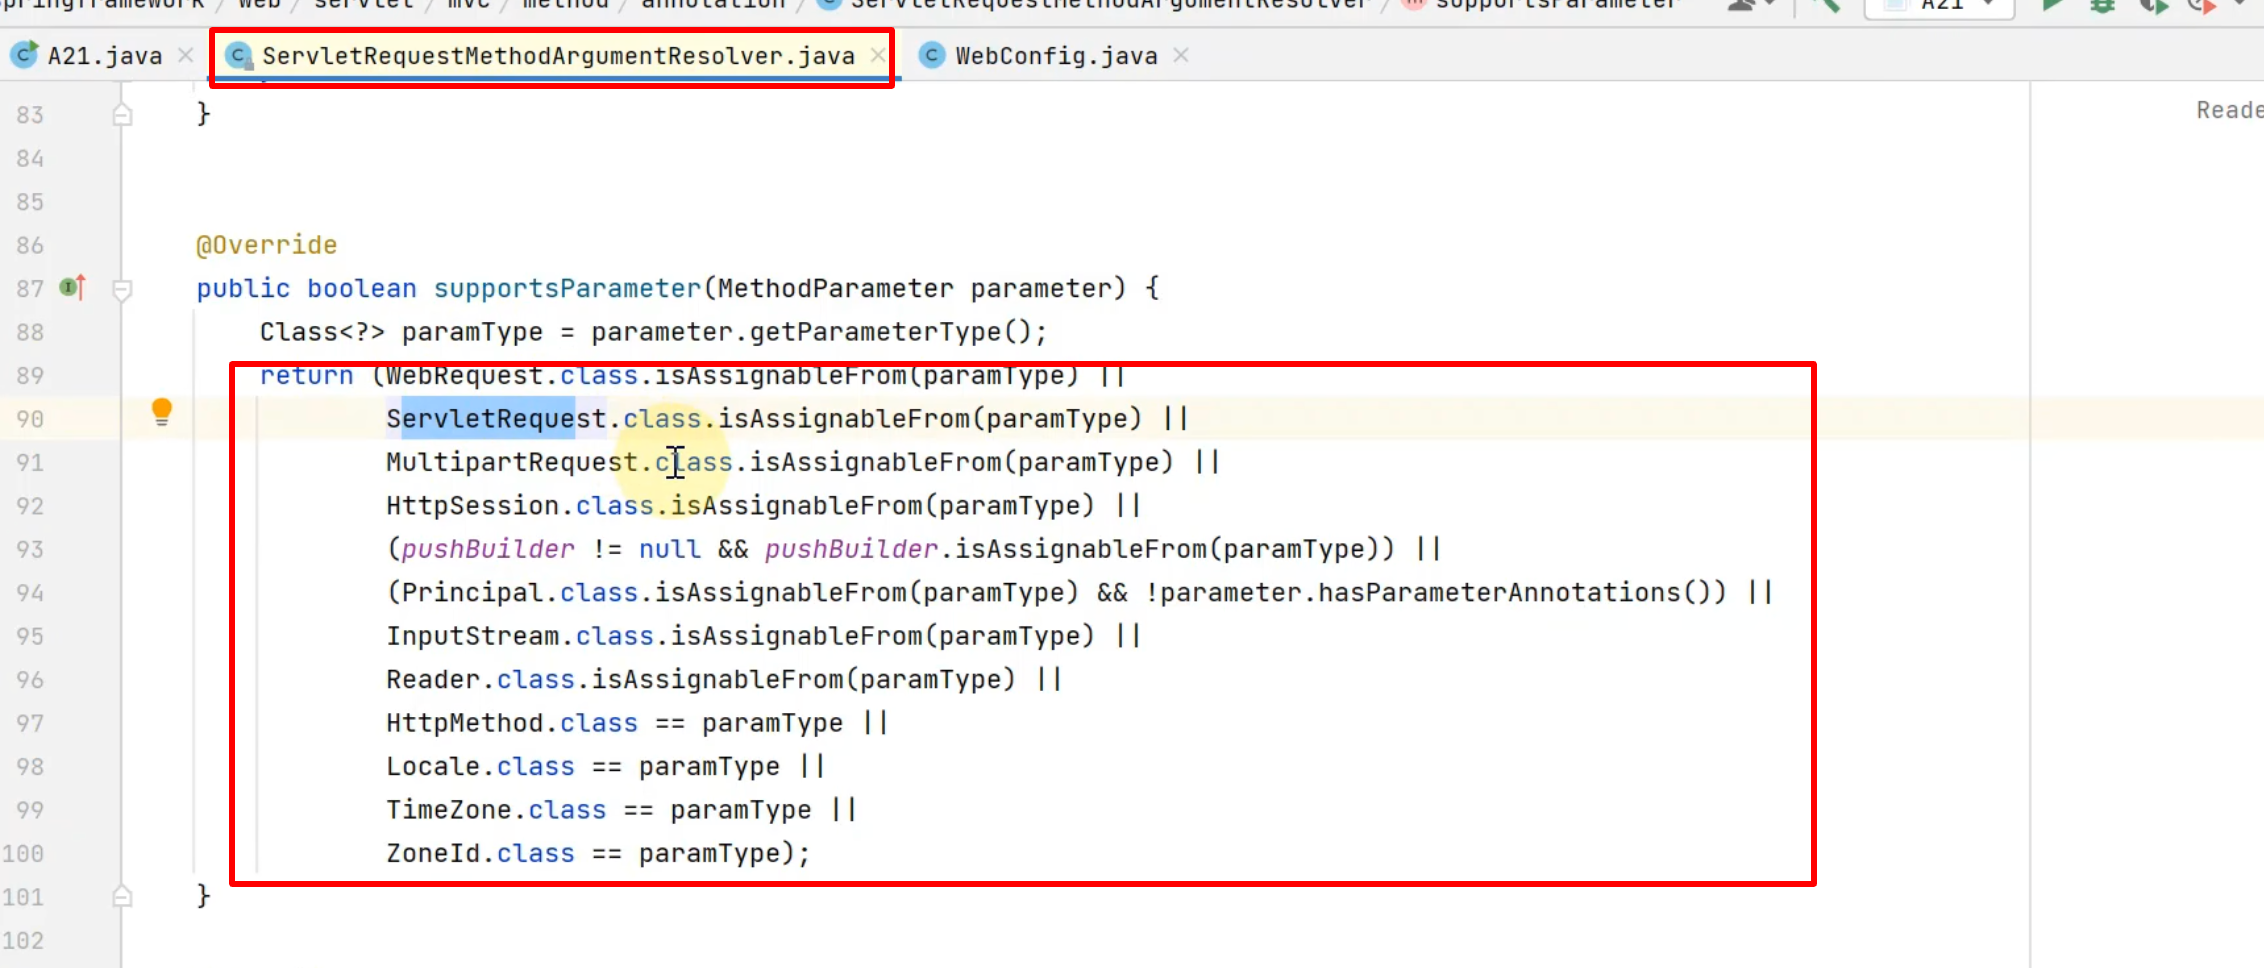 springframework / web / servlet / mvc / method / annotation / ServletRequestMethodArgumentResolver / supportsParameter A21
A21.java ServletRequestMethodArgumentResolver.java WebConfig.java
83 }
Reade
84
85
86 @Override
87 public boolean supportsParameter(MethodParameter parameter) {
88 Class<?> paramType = parameter.getParameterType();
89 return (WebRequest.class.isAssignableFrom(paramType) ||
90 ServletRequest.class.isAssignableFrom(paramType) ||
91 MultipartRequest.class.isAssignableFrom(paramType) ||
92 HttpSession.class.isAssignableFrom(paramType) ||
93 (pushBuilder != null && pushBuilder.isAssignableFrom(paramType)) ||
94 (Principal.class.isAssignableFrom(paramType) && !parameter.hasParameterAnnotations()) ||
95 InputStream.class.isAssignableFrom(paramType) ||
96 Reader.class.isAssignableFrom(paramType) ||
97 HttpMethod.class == paramType ||
98 Locale.class == paramType ||
99 TimeZone.class == paramType ||
100 ZoneId.class == paramType);
101 }
102